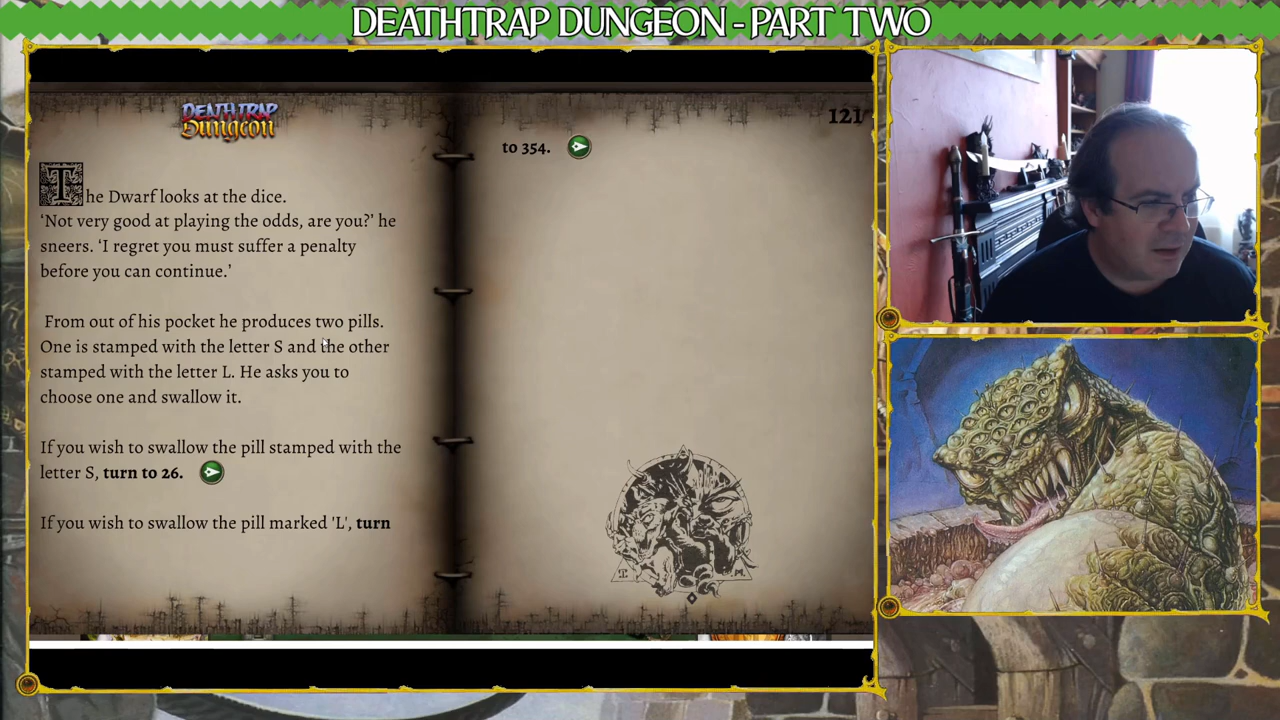 DEATHTRAP DUNGEON - PART TWO
DEATHTRAP
Dungeon
The Dwarf looks at the dice.
‘Not very good at playing the odds, are you?’ he
sneers. ‘I regret you must suffer a penalty
before you can continue.’
From out of his pocket he produces two pills.
One is stamped with the letter S and the other
stamped with the letter L. He asks you to
choose one and swallow it.
If you wish to swallow the pill stamped with the
letter S, turn to 26.
If you wish to swallow the pill marked 'L', turn
121
to 354.